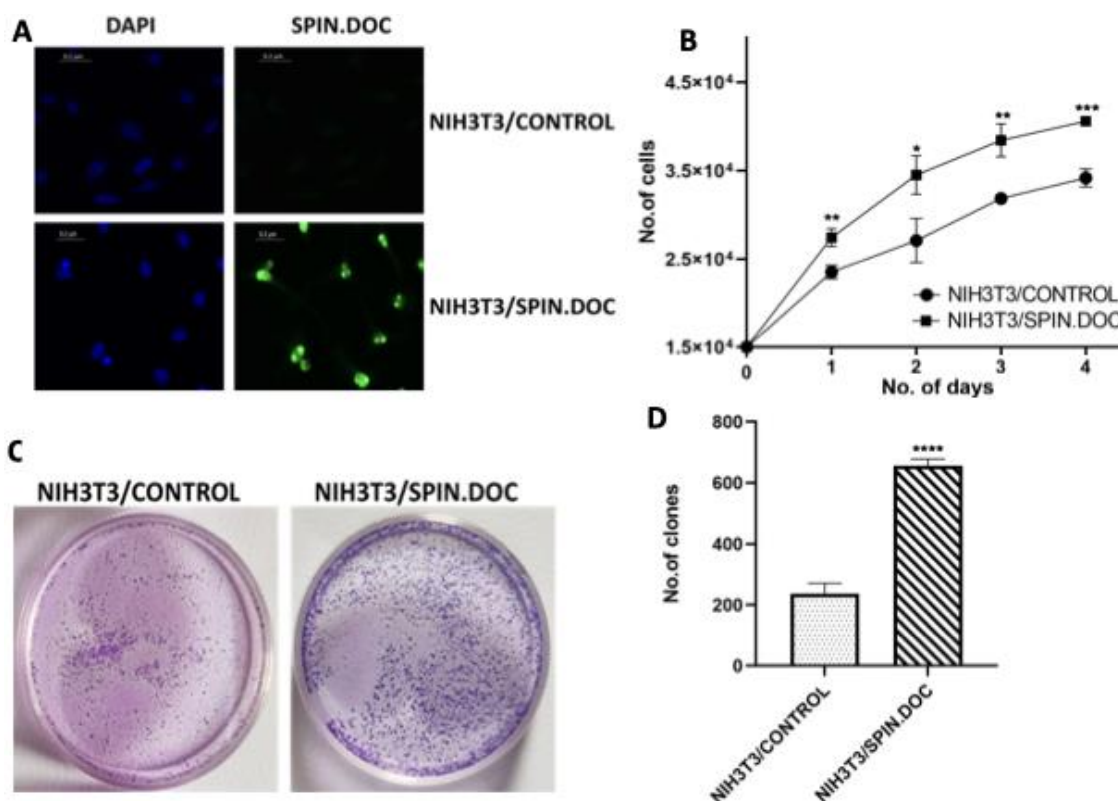 A
DAPI
SPIN.DOC
NIH3T3/CONTROL
NIH3T3/SPIN.DOC
B
4.5×10⁴
3.5×10⁴
2.5×10⁴
1.5×10⁴
No.of cells
**
*
**
***
NIH3T3/CONTROL
NIH3T3/SPIN.DOC
0
1
2
3
4
No. of days
C
NIH3T3/CONTROL
NIH3T3/SPIN.DOC
D
800
600
400
200
0
No.of clones
****
NIH3T3/CONTROL
NIH3T3/SPIN.DOC